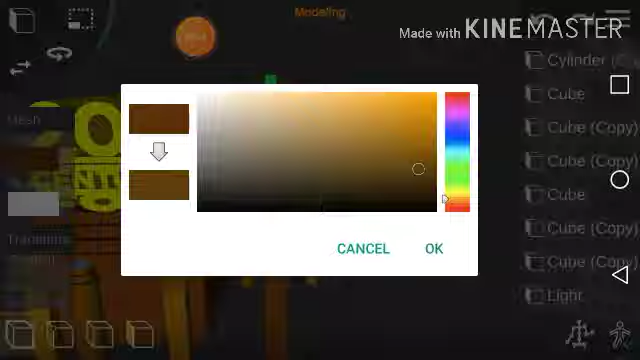 Modeling
Made with KINEMASTER
Cylinder (C
Cube
Cube (Copy)
Cube (Copy)
Cube
Cube (Copy)
Cube (Copy)
Light
Mesh
CANCEL OK